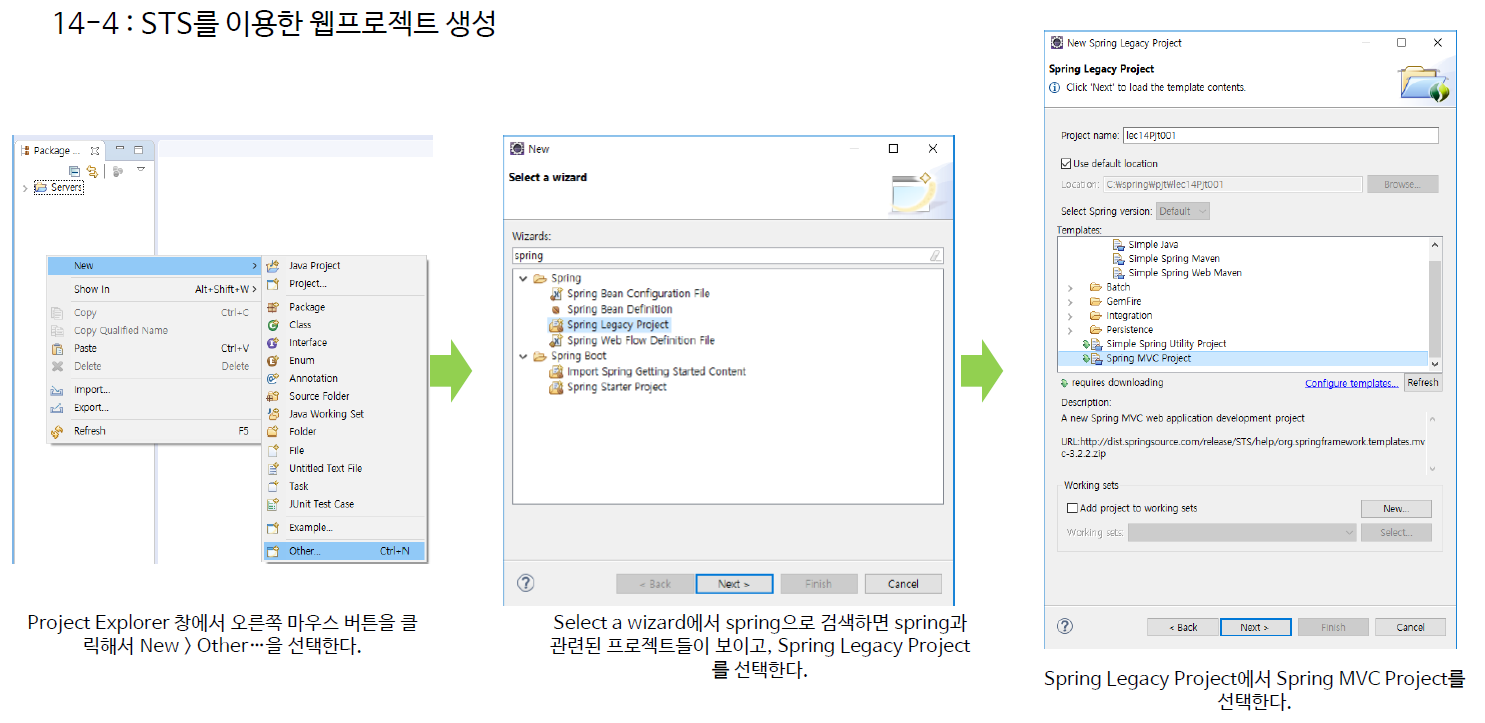 14-4 : STS를 이용한 웹프로젝트 생성
Package ...
Servers
New
Show In Alt+Shift+W >
Copy Ctrl+C
Copy Qualified Name
Paste Ctrl+V
Delete Delete
Import...
Export...
Refresh F5
Java Project
Project...
Package
Class
Interface
Enum
Annotation
Source Folder
Java Working Set
Folder
File
Untitled Text File
Task
JUnit Test Case
Example...
Other... Ctrl+N
Project Explorer 창에서 오른쪽 마우스 버튼을 클
릭해서 New > Other…을 선택한다.
New
Select a wizard
Wizards:
spring
Spring
Spring Bean Configuration File
Spring Bean Definition
Spring Legacy Project
Spring Web Flow Definition File
Spring Boot
Import Spring Getting Started Content
Spring Starter Project
< Back Next > Finish Cancel
Select a wizard에서 spring으로 검색하면 spring과
관련된 프로젝트들이 보이고, Spring Legacy Project
를 선택한다.
New Spring Legacy Project
Spring Legacy Project
Click 'Next' to load the template contents.
Project name: lec14Pjt001
Use default location
Location: C:\spring\pjt\lec14Pjt001 Browse...
Select Spring version: Default
Templates:
Simple Java
Simple Spring Maven
Simple Spring Web Maven
Batch
GemFire
Integration
Persistence
Simple Spring Utility Project
Spring MVC Project
requires downloading Configure templates... Refresh
Description:
A new Spring MVC web application development project
URL:http://dist.springsource.com/release/STS/help/org.springframework.templates.mv
c-3.2.2.zip
Working sets
Add project to working sets New...
Working sets: Select...
< Back Next > Finish Cancel
Spring Legacy Project에서 Spring MVC Project를
선택한다.